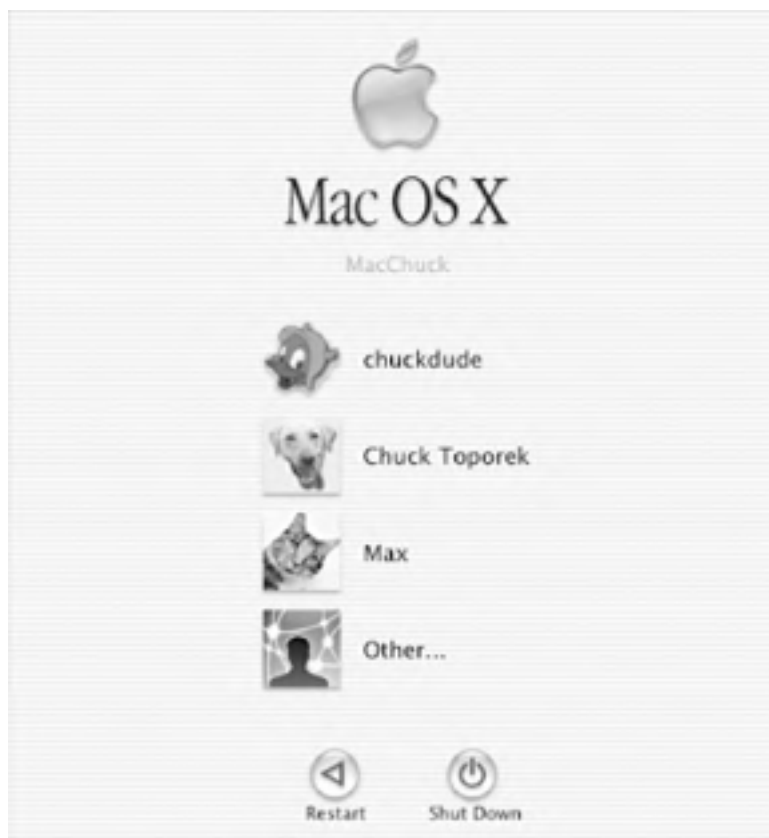 Mac OS X
MacChuck
chuckdude
Chuck Toporek
Max
Other...
Restart
Shut Down